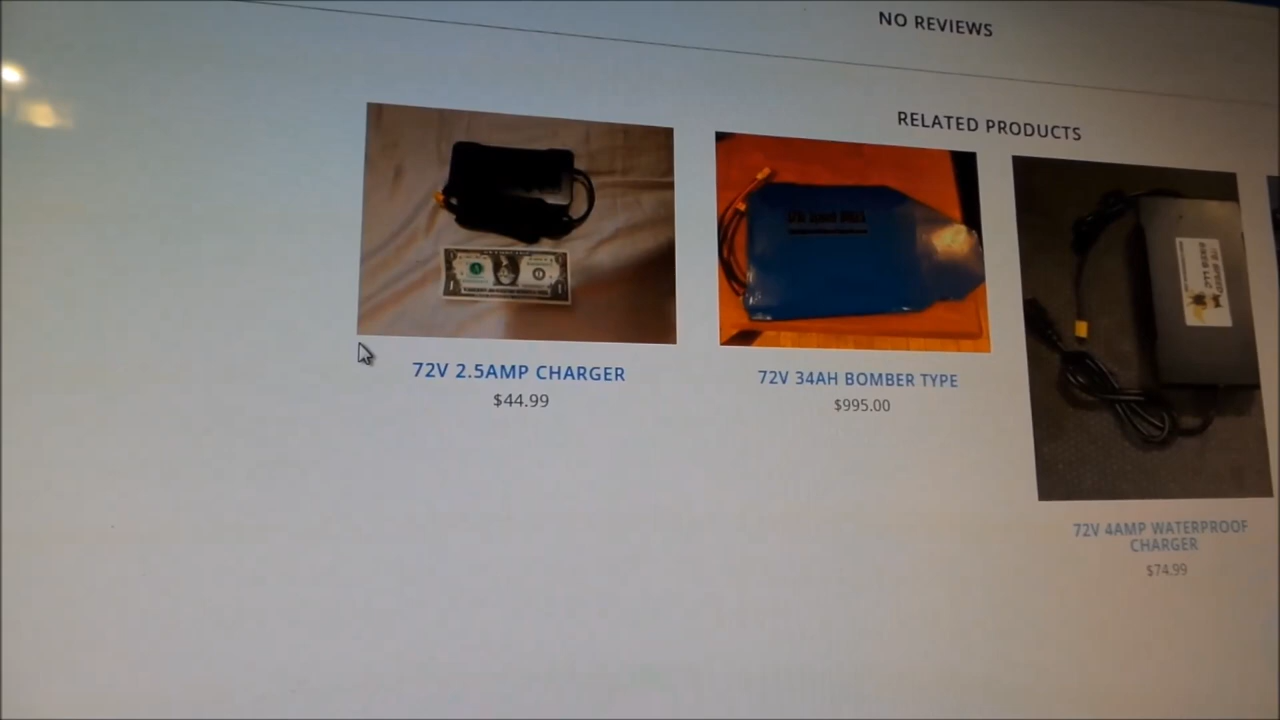 NO REVIEWS
RELATED PRODUCTS
72V 2.5AMP CHARGER
$44.99
72V 34AH BOMBER TYPE
$995.00
72V 4AMP WATERPROOF
CHARGER
$74.99